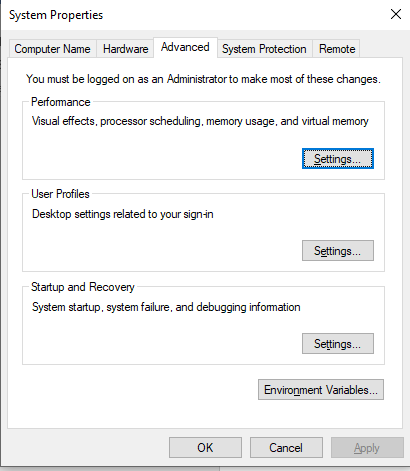 System Properties
Computer Name Hardware Advanced System Protection Remote
You must be logged on as an Administrator to make most of these changes.
Performance
Visual effects, processor scheduling, memory usage, and virtual memory
Settings...
User Profiles
Desktop settings related to your sign-in
Settings...
Startup and Recovery
System startup, system failure, and debugging information
Settings...
Environment Variables...
OK Cancel Apply